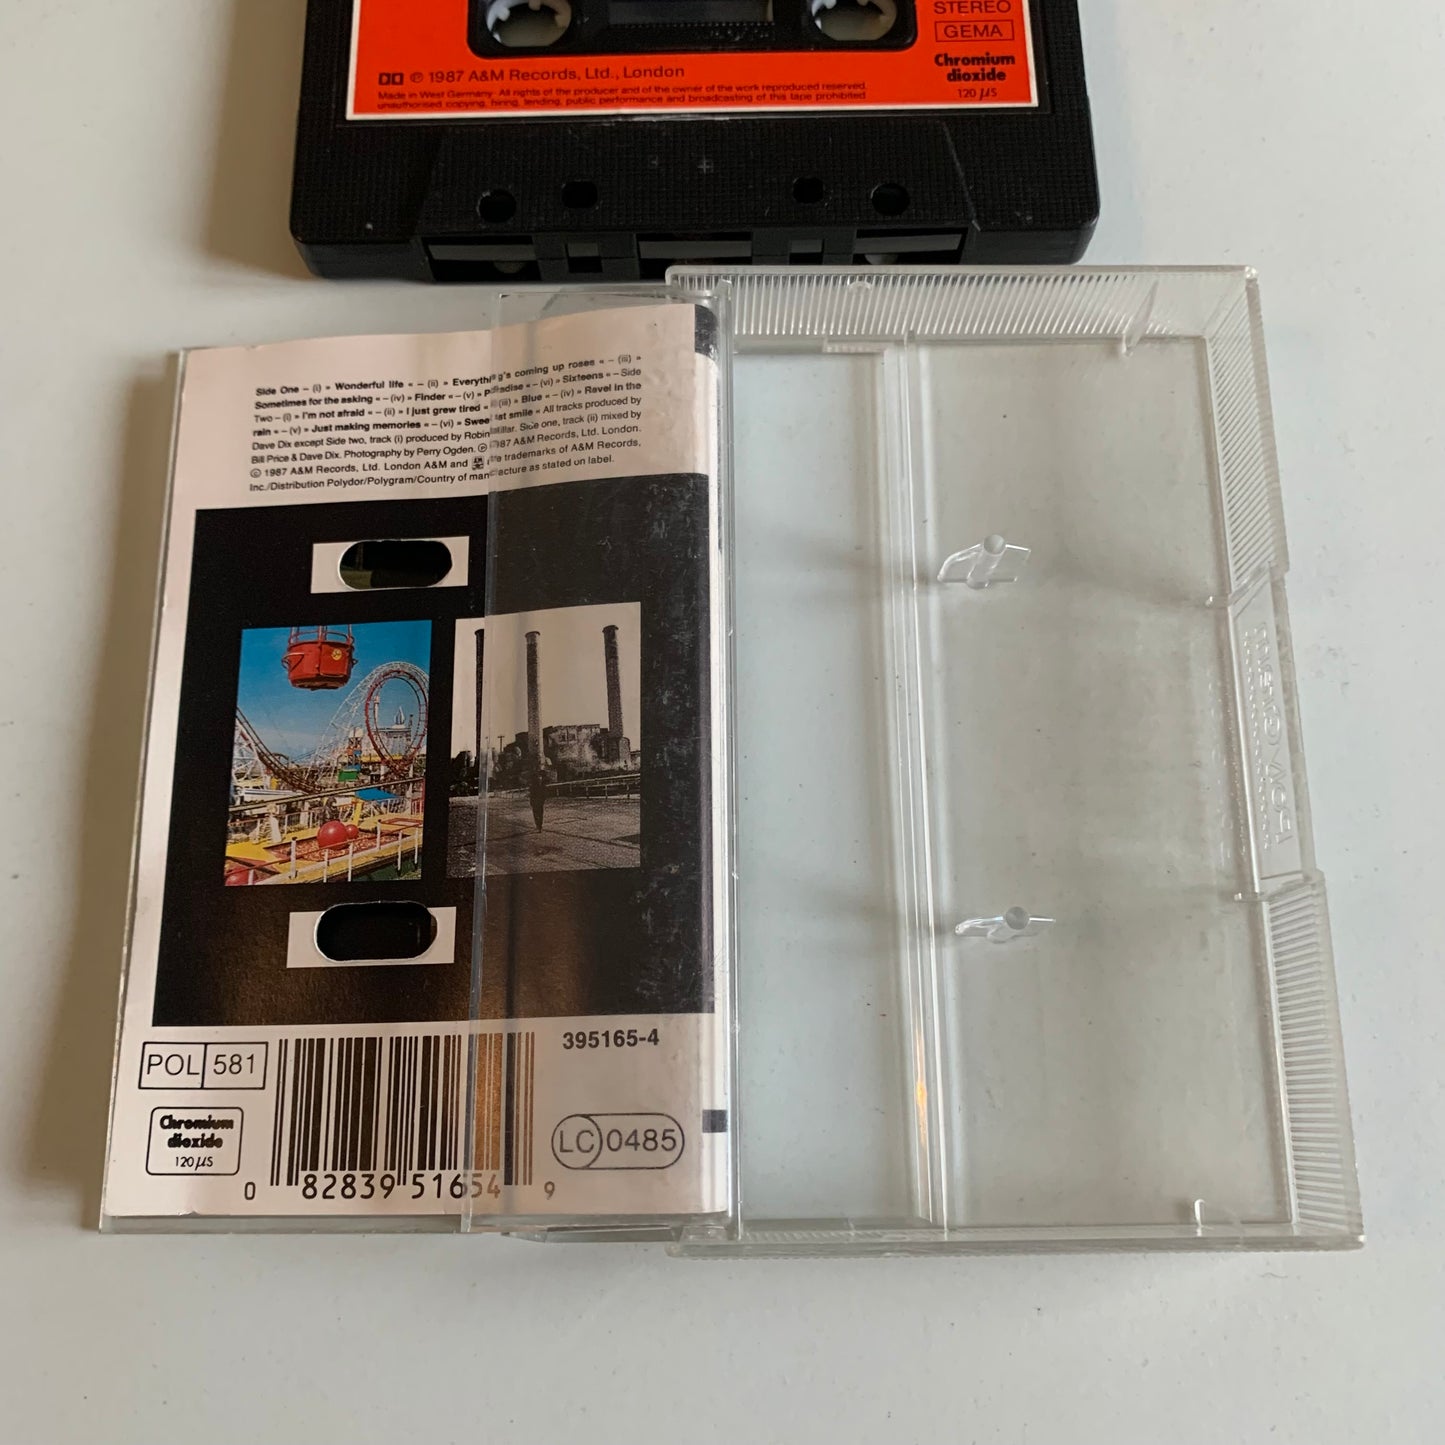 STEREO
GEMA
Chromium
dioxide
120 µS
℗ 1987 A&M Records, Ltd., London
Made in West Germany · All rights of the producer and of the owner of the work reproduced reserved.
unauthorised copying, hiring, lending, public performance and broadcasting of this tape prohibited
Side One – (i) » Wonderful life « – (ii) » Everything's coming up roses « – (iii) »
Sometimes for the asking « – (iv) » Finder « – (v) » Paradise « – (vi) » Sixteens « – Side
Two – (i) » I'm not afraid « – (ii) » I just grew tired « (iii) » Blue « – (iv) » Ravel in the
rain « – (v) » Just making memories « – (vi) » Sweetest smile « All tracks produced by
Dave Dix except Side two, track (i) produced by Robin Millar. Side one, track (ii) mixed by
Bill Price & Dave Dix. Photography by Perry Ogden. ℗ 1987 A&M Records, Ltd. London.
© 1987 A&M Records, Ltd. London A&M and are trademarks of A&M Records,
Inc./Distribution Polydor/Polygram/Country of manufacture as stated on label.
395165-4
POL 581
Chromium
dioxide
120 µS
LC 0485
0 82839 51654 9